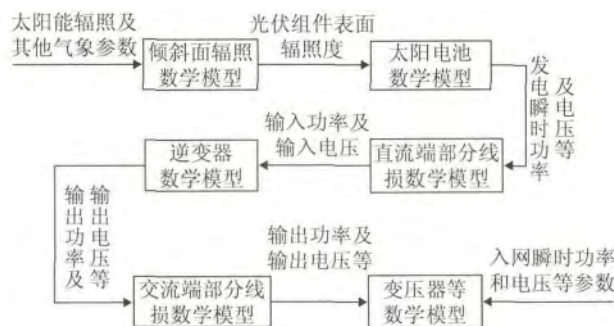 太阳能辐照及
其他气象参数
倾斜面辐照
数学模型
光伏组件表面
辐照度
太阳电池
数学模型
发电瞬时功率
及电压等
直流端部分线
损数学模型
输入功率及
输入电压
逆变器
数学模型
输出功率及
输出电压等
交流端部分线
损数学模型
输出功率及
输出电压等
变压器等
数学模型
入网瞬时功率
和电压等参数